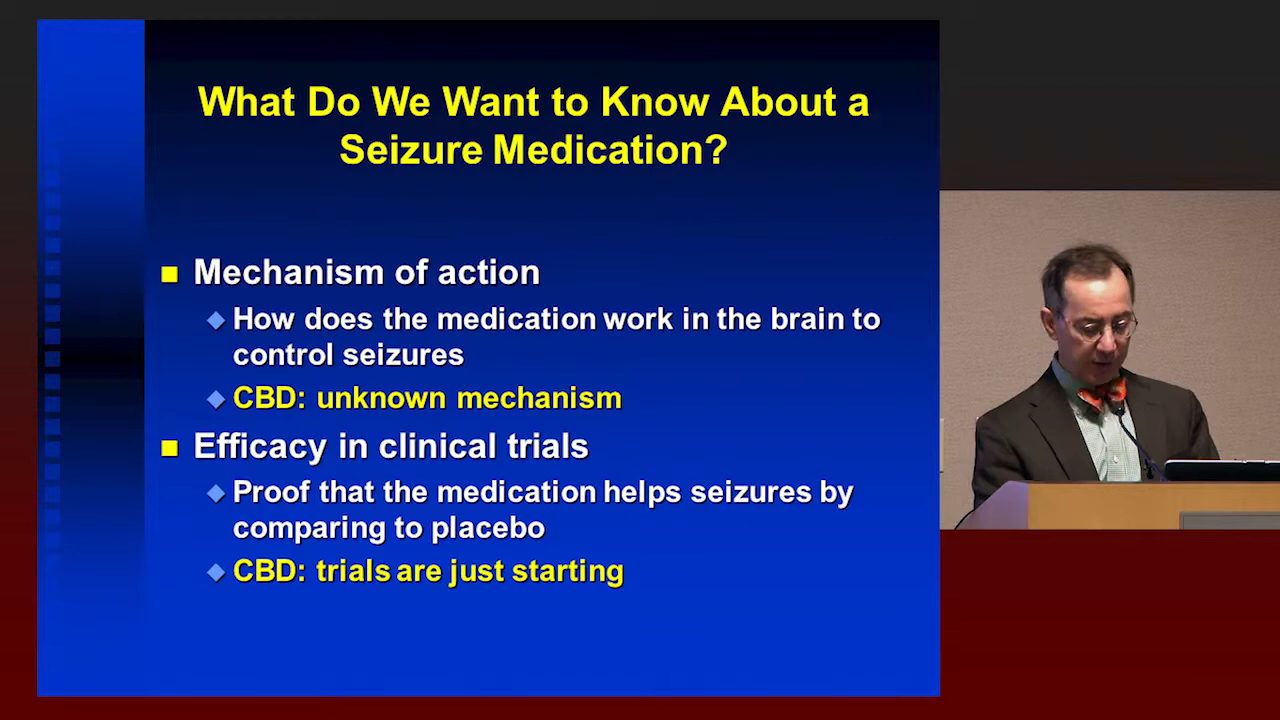 What Do We Want to Know About a
Seizure Medication?
Mechanism of action
How does the medication work in the brain to
control seizures
CBD: unknown mechanism
Efficacy in clinical trials
Proof that the medication helps seizures by
comparing to placebo
CBD: trials are just starting